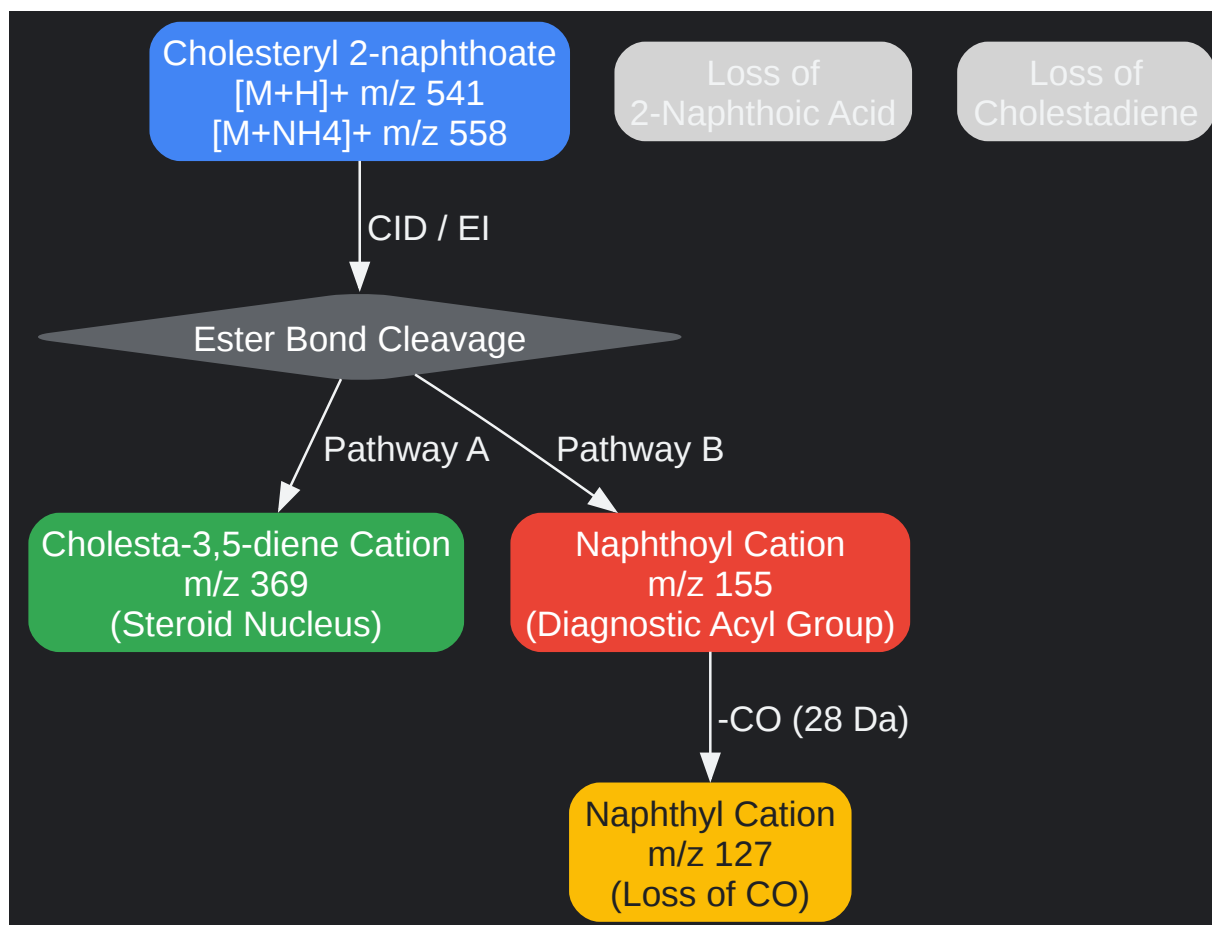 Cholesteryl 2-naphthoate
[M+H]+ m/z 541
[M+NH4]+ m/z 558
Loss of
2-Naphthoic Acid
Loss of
Cholestadiene
CID / EI
Ester Bond Cleavage
Pathway A
Pathway B
Cholesta-3,5-diene Cation
m/z 369
(Steroid Nucleus)
Naphthoyl Cation
m/z 155
(Diagnostic Acyl Group)
-CO (28 Da)
Naphthyl Cation
m/z 127
(Loss of CO)